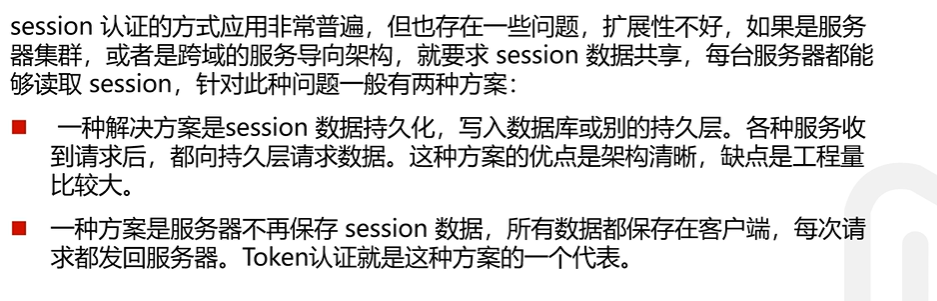 session 认证的方式应用非常普遍，但也存在一些问题，扩展性不好，如果是服务
器集群，或者是跨域的服务导向架构，就要求 session 数据共享，每台服务器都能
够读取 session，针对此种问题一般有两种方案：
一种解决方案是session 数据持久化，写入数据库或别的持久层。各种服务收
到请求后，都向持久层请求数据。这种方案的优点是架构清晰，缺点是工程量
比较大。
一种方案是服务器不再保存 session 数据，所有数据都保存在客户端，每次请
求都发回服务器。Token认证就是这种方案的一个代表。